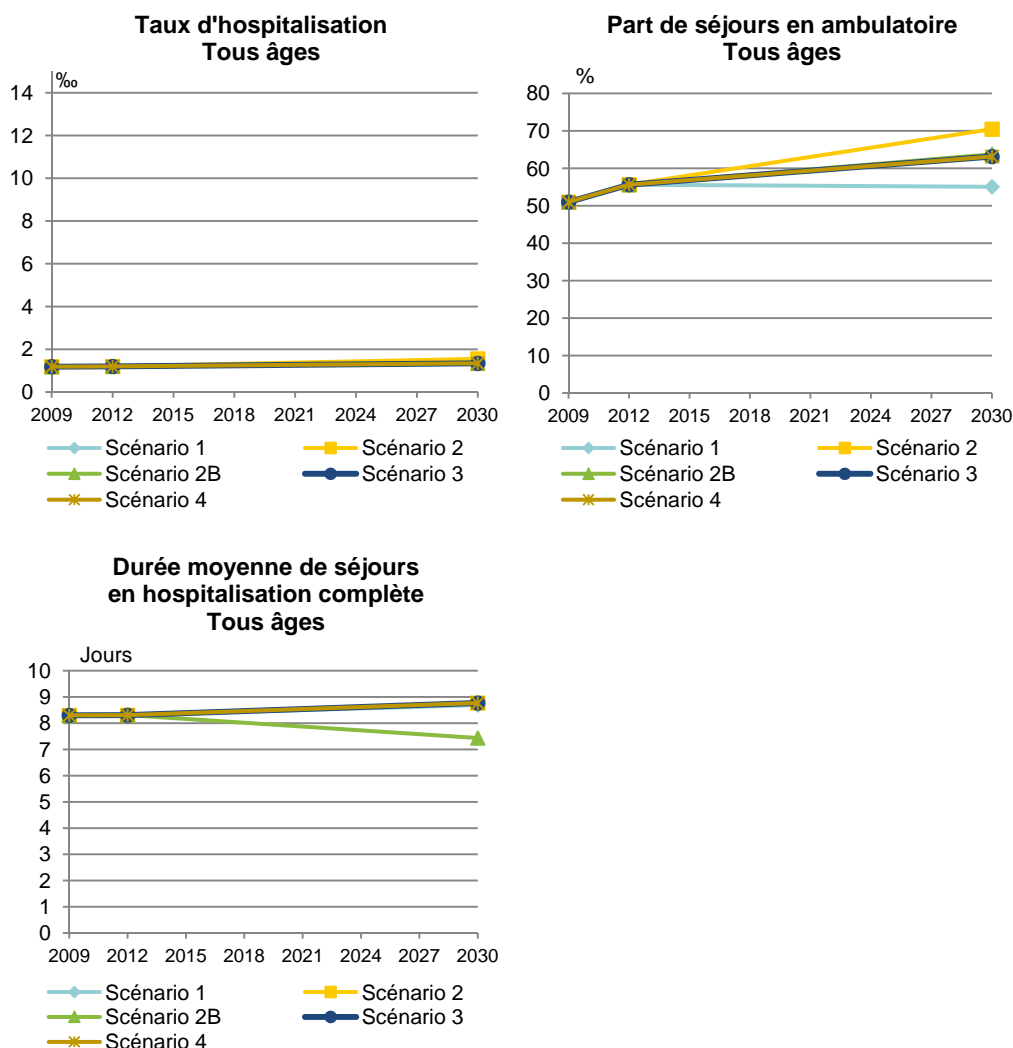 Taux d'hospitalisation
Tous âges
‰
14
12
10
8
6
4
2
0
2009 2012 2015 2018 2021 2024 2027 2030
Scénario 1 Scénario 2
Scénario 2B Scénario 3
Scénario 4
Part de séjours en ambulatoire
Tous âges
%
80
70
60
50
40
30
20
10
0
2009 2012 2015 2018 2021 2024 2027 2030
Scénario 1 Scénario 2
Scénario 2B Scénario 3
Scénario 4
Durée moyenne de séjours
en hospitalisation complète
Tous âges
Jours
10
9
8
7
6
5
4
3
2
1
0
2009 2012 2015 2018 2021 2024 2027 2030
Scénario 1 Scénario 2
Scénario 2B Scénario 3
Scénario 4